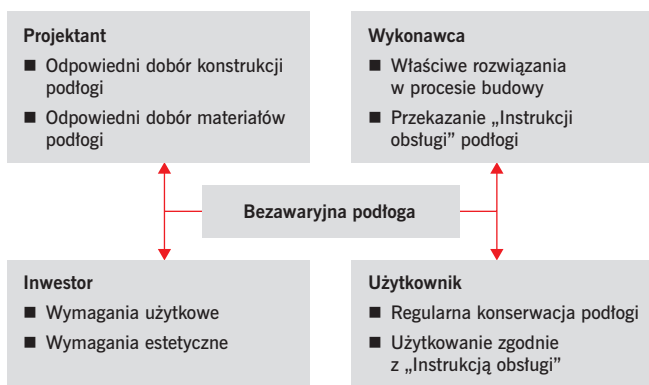 Projektant
■ Odpowiedni dobór konstrukcji
podłogi
■ Odpowiedni dobór materiałów
podłogi
Wykonawca
■ Właściwe rozwiązania
w procesie budowy
■ Przekazanie „Instrukcji
obsługi” podłogi
Bezawaryjna podłoga
Inwestor
■ Wymagania użytkowe
■ Wymagania estetyczne
Użytkownik
■ Regularna konserwacja podłogi
■ Użytkowanie zgodnie
z „Instrukcją obsługi”